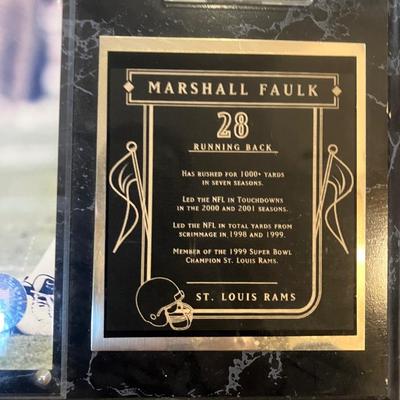 MARSHALL FAULK
28
RUNNING BACK
HAS RUSHED FOR 1000+ YARDS
IN SEVEN SEASONS.
LED THE NFL IN TOUCHDOWNS
IN THE 2000 AND 2001 SEASONS.
LED THE NFL IN TOTAL YARDS FROM
SCRIMMAGE IN 1998 AND 1999.
MEMBER OF THE 1999 SUPER BOWL
CHAMPION ST. LOUIS RAMS.
ST. LOUIS RAMS